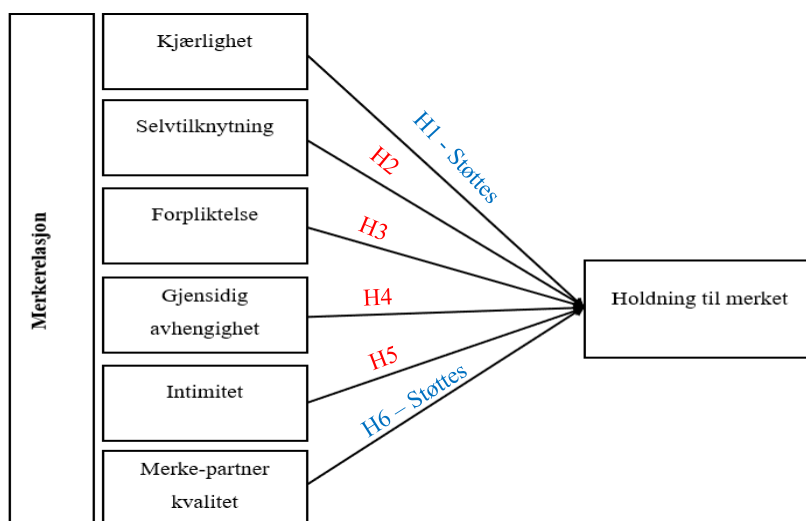 Merkerelasjon
Kjærlighet
Selvtilknytning
Forpliktelse
Gjensidig
avhengighet
Intimitet
Merke-partner
kvalitet
H1 - Støttes
H2
H3
H4
H5
H6 – Støttes
Holdning til merket